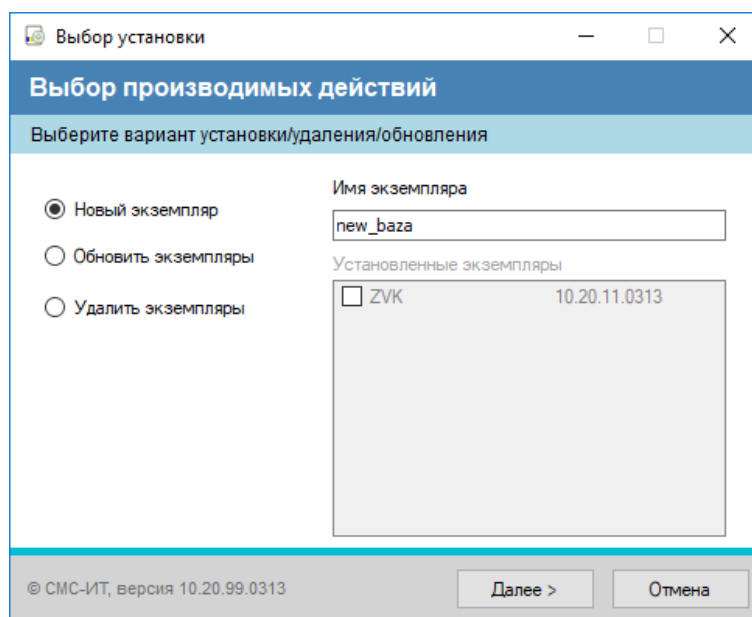 Выбор установки
Выбор производимых действий
Выберите вариант установки/удаления/обновления
Новый экземпляр
Обновить экземпляры
Удалить экземпляры
Имя экземпляра
new_baza
Установленные экземпляры
ZVK 10.20.11.0313
© СМС-ИТ, версия 10.20.99.0313
Далее >
Отмена